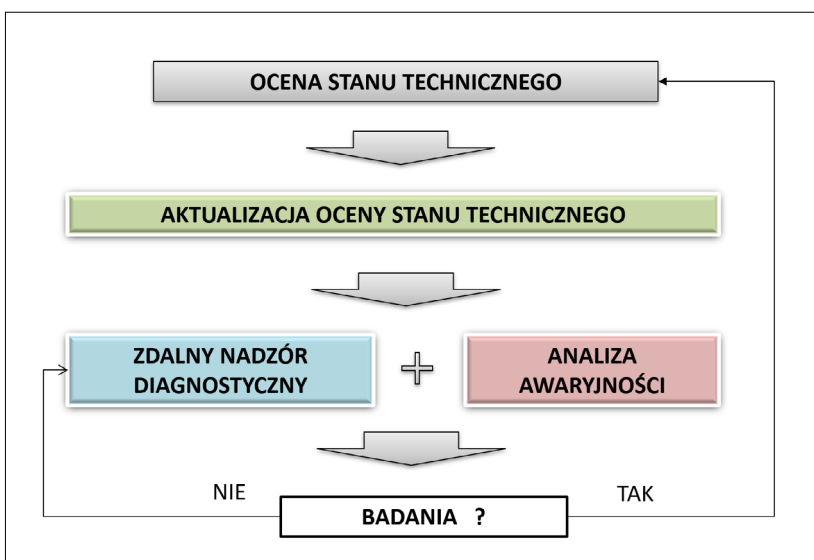 OCENA STANU TECHNICZNEGO
AKTUALIZACJA OCENY STANU TECHNICZNEGO
ZDALNY NADZÓR
DIAGNOSTYCZNY
+
ANALIZA
AWARYJNOŚCI
NIE
BADANIA ?
TAK